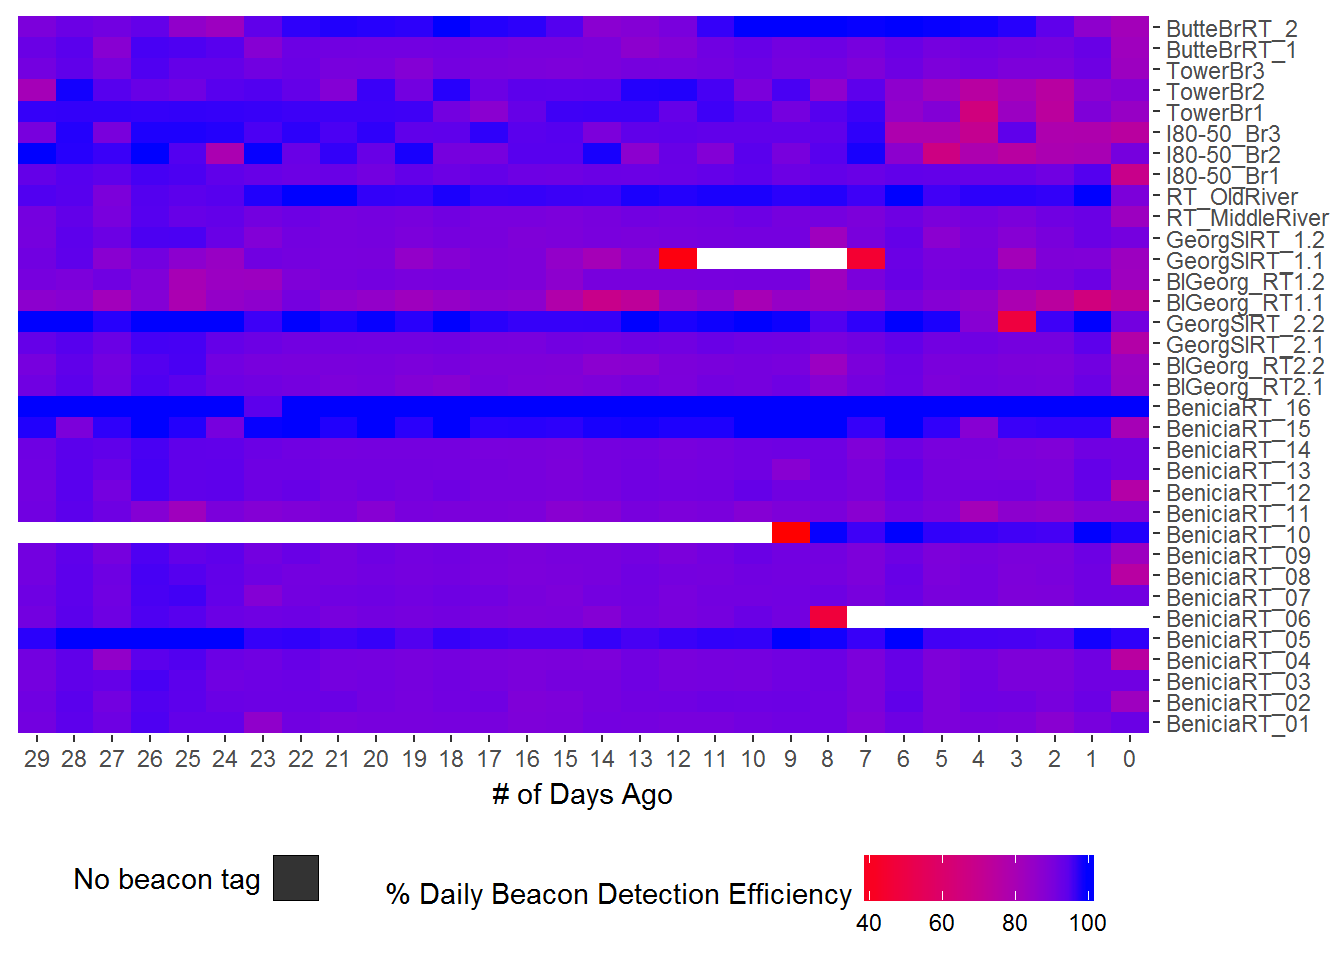 ButteBrRT_2
ButteBrRT_1
TowerBr3
TowerBr2
TowerBr1
I80-50_Br3
I80-50_Br2
I80-50_Br1
RT_OldRiver
RT_MiddleRiver
GeorgSlRT_1.2
GeorgSlRT_1.1
BlGeorg_RT1.2
BlGeorg_RT1.1
GeorgSlRT_2.2
GeorgSlRT_2.1
BlGeorg_RT2.2
BlGeorg_RT2.1
BeniciaRT_16
BeniciaRT_15
BeniciaRT_14
BeniciaRT_13
BeniciaRT_12
BeniciaRT_11
BeniciaRT_10
BeniciaRT_09
BeniciaRT_08
BeniciaRT_07
BeniciaRT_06
BeniciaRT_05
BeniciaRT_04
BeniciaRT_03
BeniciaRT_02
BeniciaRT_01
29 28 27 26 25 24 23 22 21 20 19 18 17 16 15 14 13 12 11 10 9 8 7 6 5 4 3 2 1 0
# of Days Ago
No beacon tag
% Daily Beacon Detection Efficiency
40 60 80 100